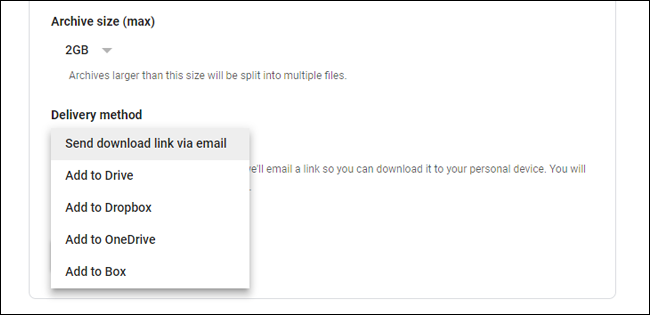 Archive size (max)
2GB
Archives larger than this size will be split into multiple files.
Delivery method
Send download link via email
we'll email a link so you can download it to your personal device. You will
Add to Drive
Add to Dropbox
Add to OneDrive
Add to Box